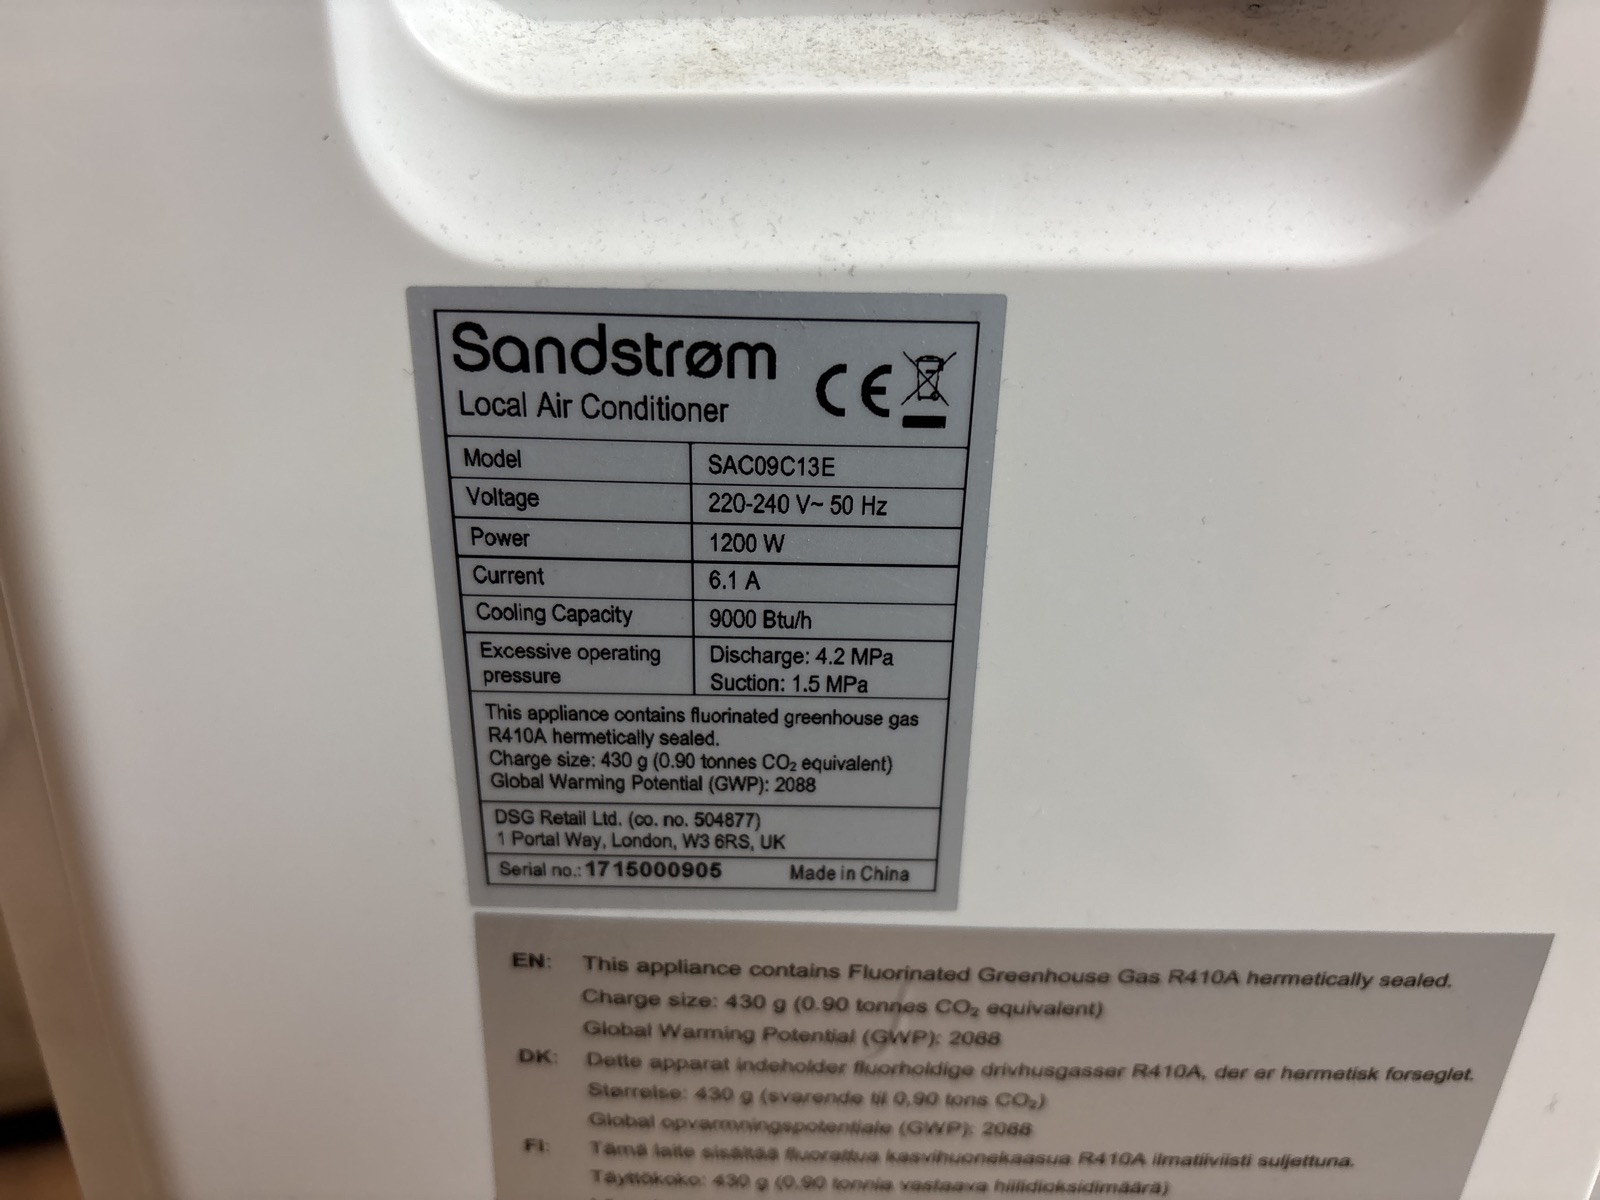 Sandstrøm
Local Air Conditioner
CE
Model SAC09C13E
Voltage 220-240 V~ 50 Hz
Power 1200 W
Current 6.1 A
Cooling Capacity 9000 Btu/h
Excessive operating pressure Discharge: 4.2 MPa
Suction: 1.5 MPa
This appliance contains fluorinated greenhouse gas
R410A hermetically sealed.
Charge size: 430 g (0.90 tonnes CO₂ equivalent)
Global Warming Potential (GWP): 2088
DSG Retail Ltd. (co. no. 504877)
1 Portal Way, London, W3 6RS, UK
Serial no.: 1715000905 Made in China
EN: This appliance contains Fluorinated Greenhouse Gas R410A hermetically sealed.
Charge size: 430 g (0.90 tonnes CO₂ equivalent)
Global Warming Potential (GWP): 2088
DK: Dette apparat indeholder fluorholdige drivhusgasser R410A, der er hermetisk forseglet.
Størrelse: 430 g (svarende til 0,90 tons CO₂)
Global opvarmningspotentiale (GWP): 2088
FI: Tämä laite sisältää fluorattua kasvihuonekaasua R410A ilmatiiviisti suljettuna.
Täyttökoko: 430 g (0.90 tonnia vastaava hiilidioksidimäärä)